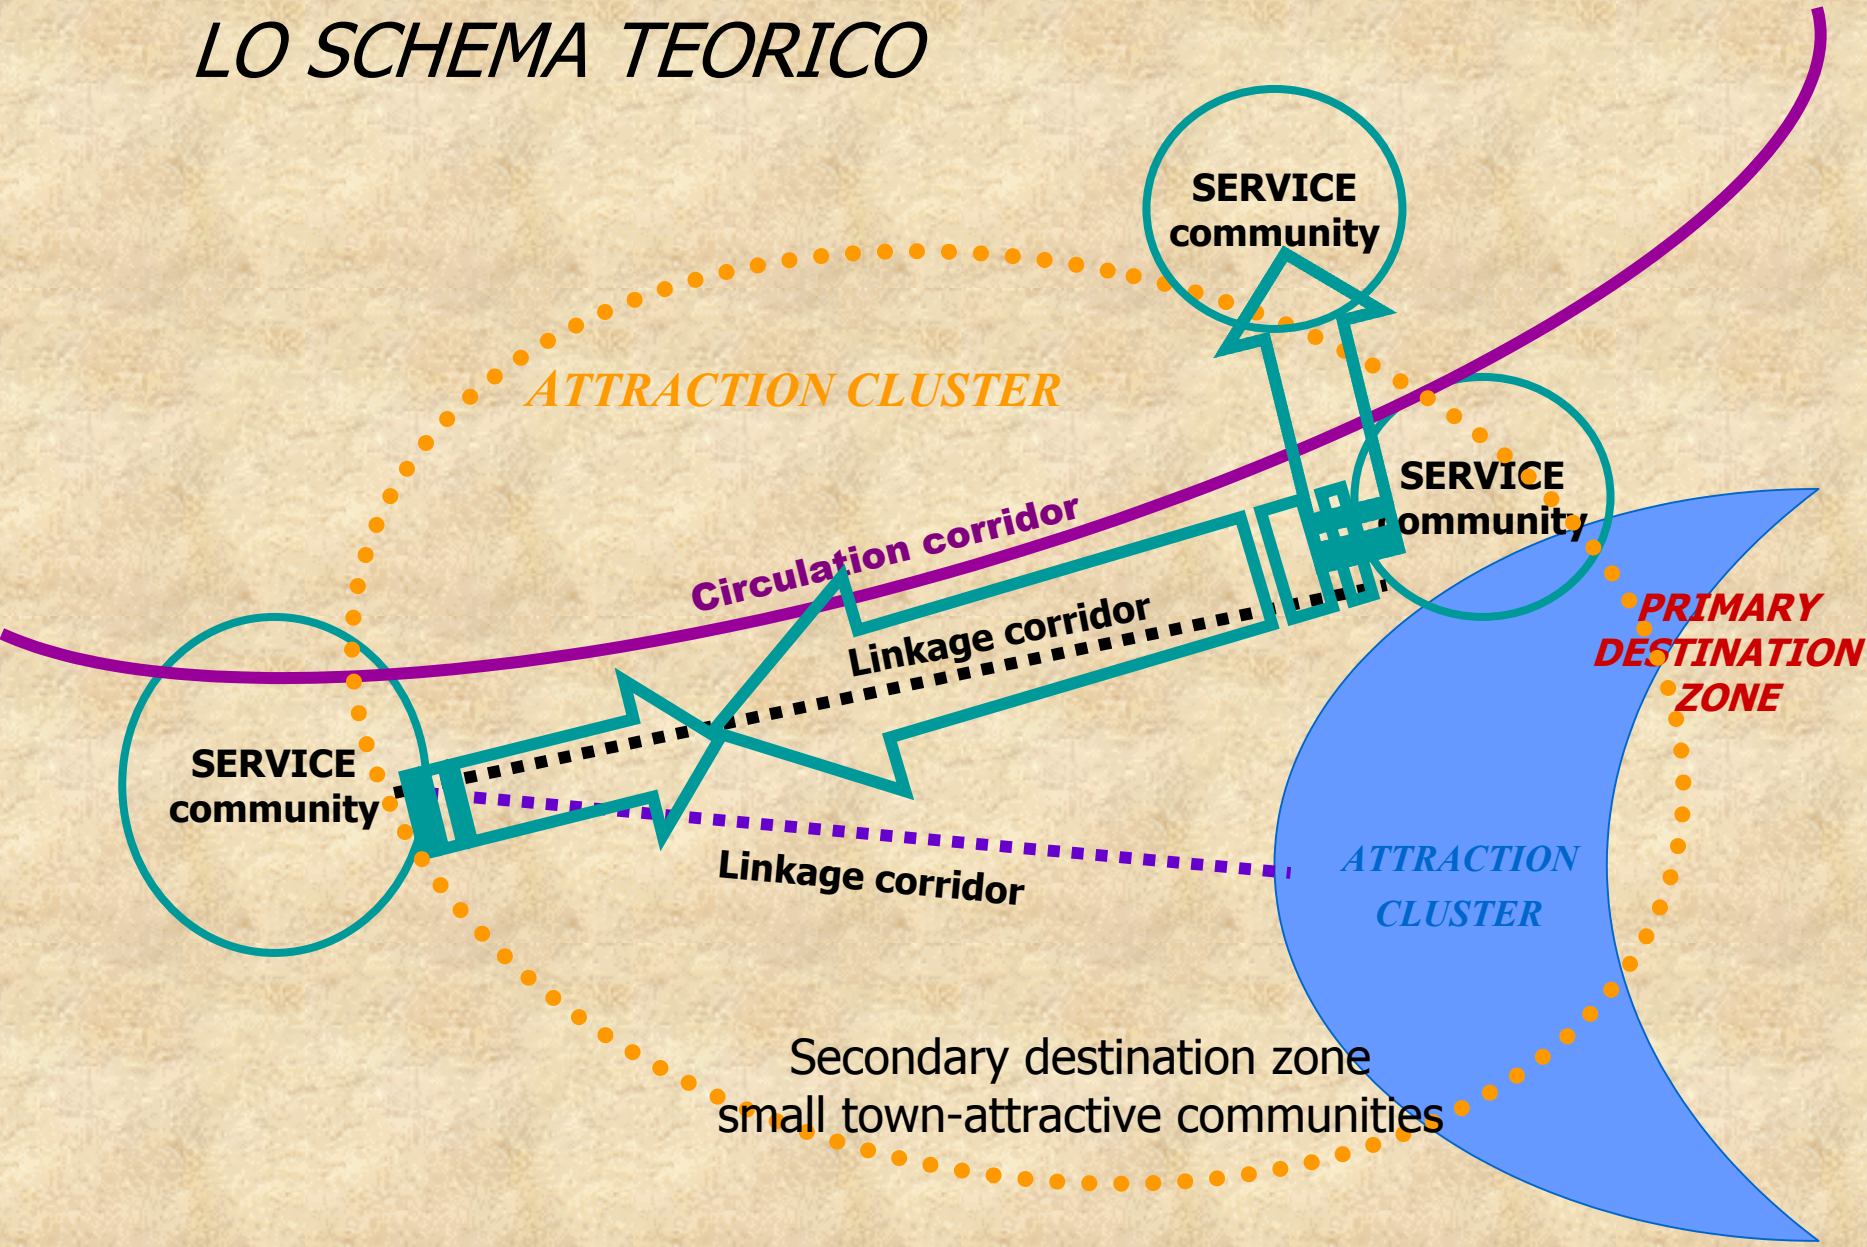 LO SCHEMA TEORICO
SERVICE
community
ATTRACTION CLUSTER
SERVICE
community
Circulation corridor
Linkage corridor
PRIMARY
DESTINATION
ZONE
SERVICE
community
Linkage corridor
ATTRACTION
CLUSTER
Secondary destination zone
small town-attractive communities